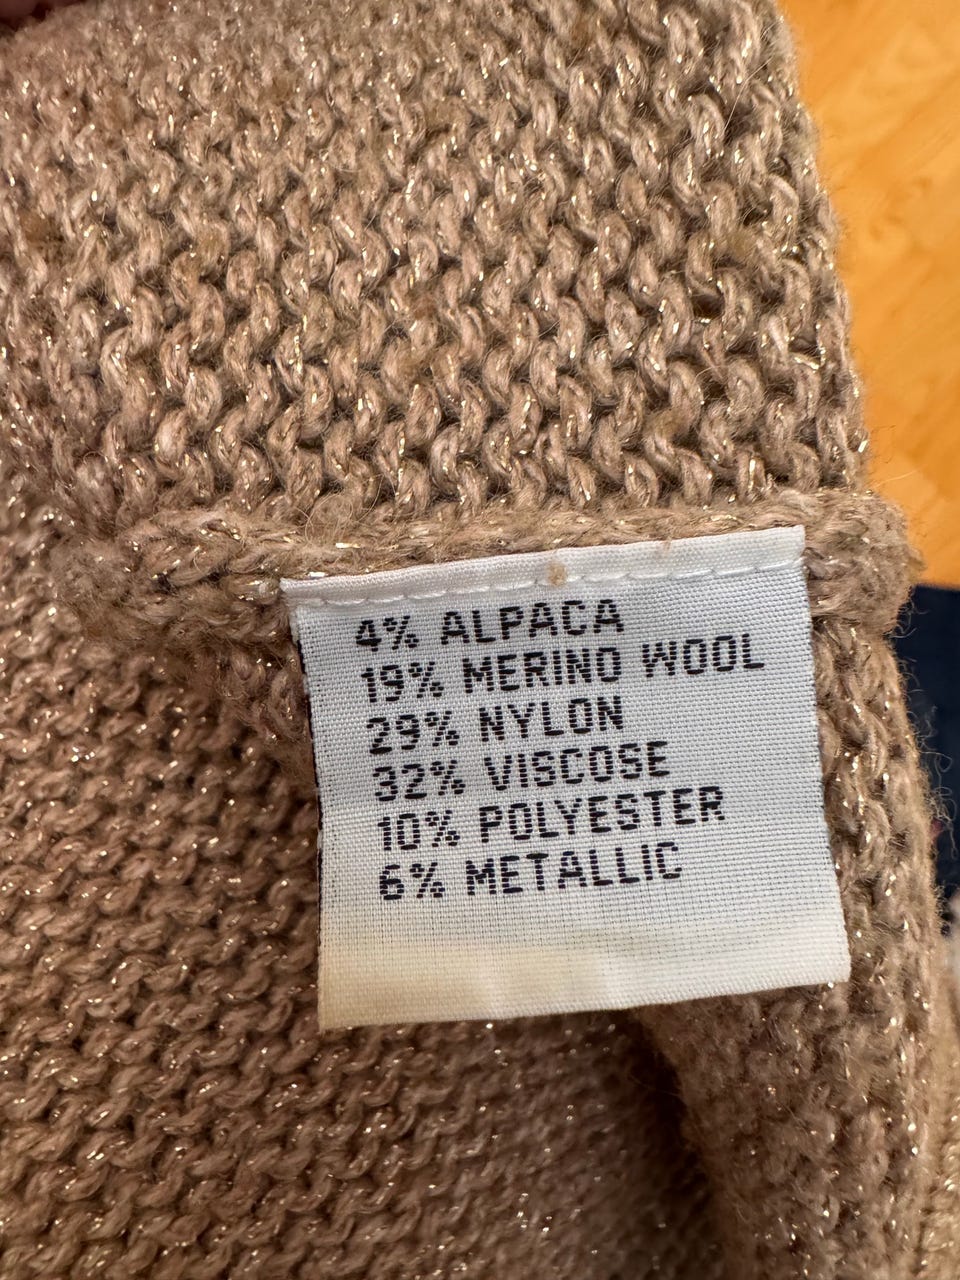 4% ALPACA
19% MERINO WOOL
29% NYLON
32% VISCOSE
10% POLYESTER
6% METALLIC